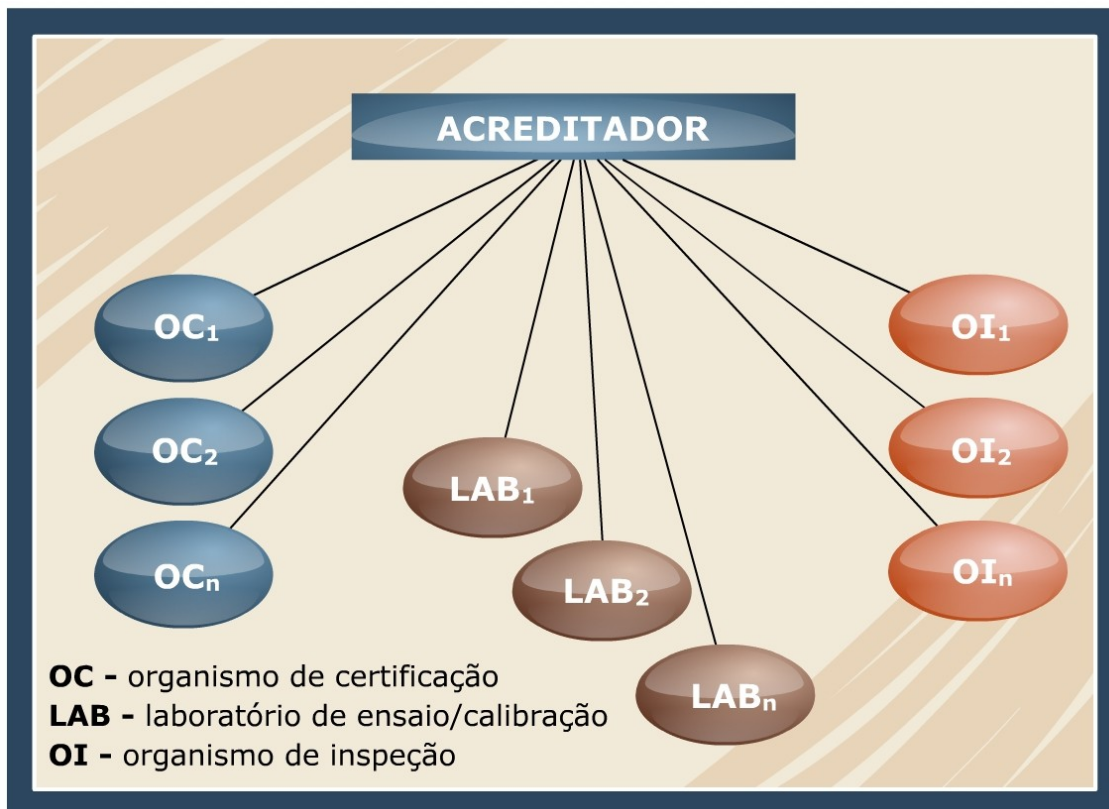 ACREDITADOR
OC₁
OI₁
OC₂
OI₂
LAB₁
OCₙ
OIₙ
LAB₂
LABₙ
OC - organismo de certificação
LAB - laboratório de ensaio/calibração
OI - organismo de inspeção